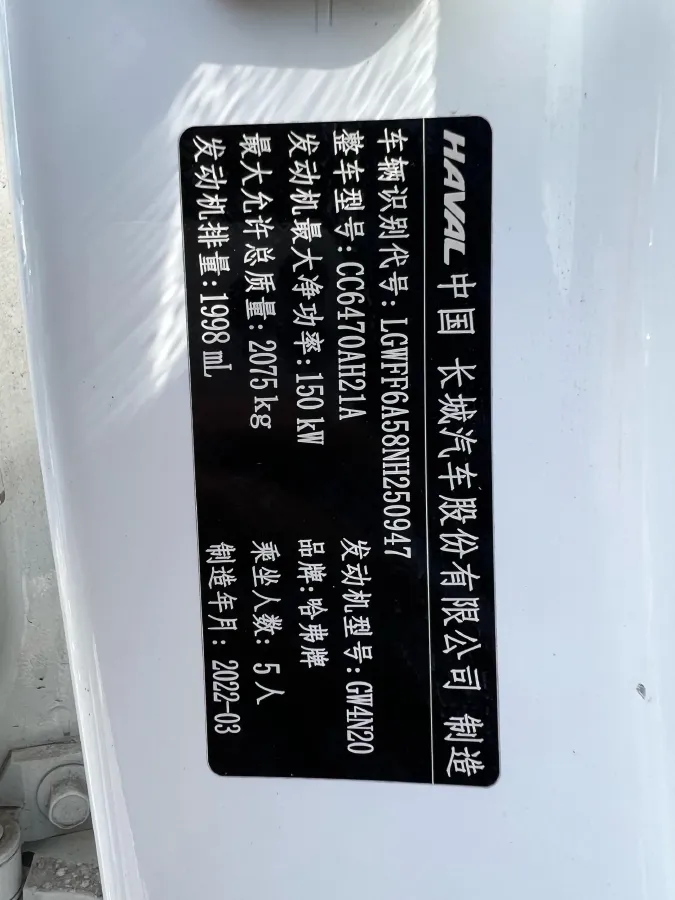 HAVAL 中国 长城汽车股份有限公司 制造
车辆识别代号: LGWFF6A58NH250947
整车型号: CC6470AH21A 发动机型号: GW4N20
发动机最大净功率: 150 kW 品牌: 哈弗牌
最大允许总质量: 2075 kg 乘坐人数: 5 人
发动机排量: 1998 mL 制造年月: 2022-03